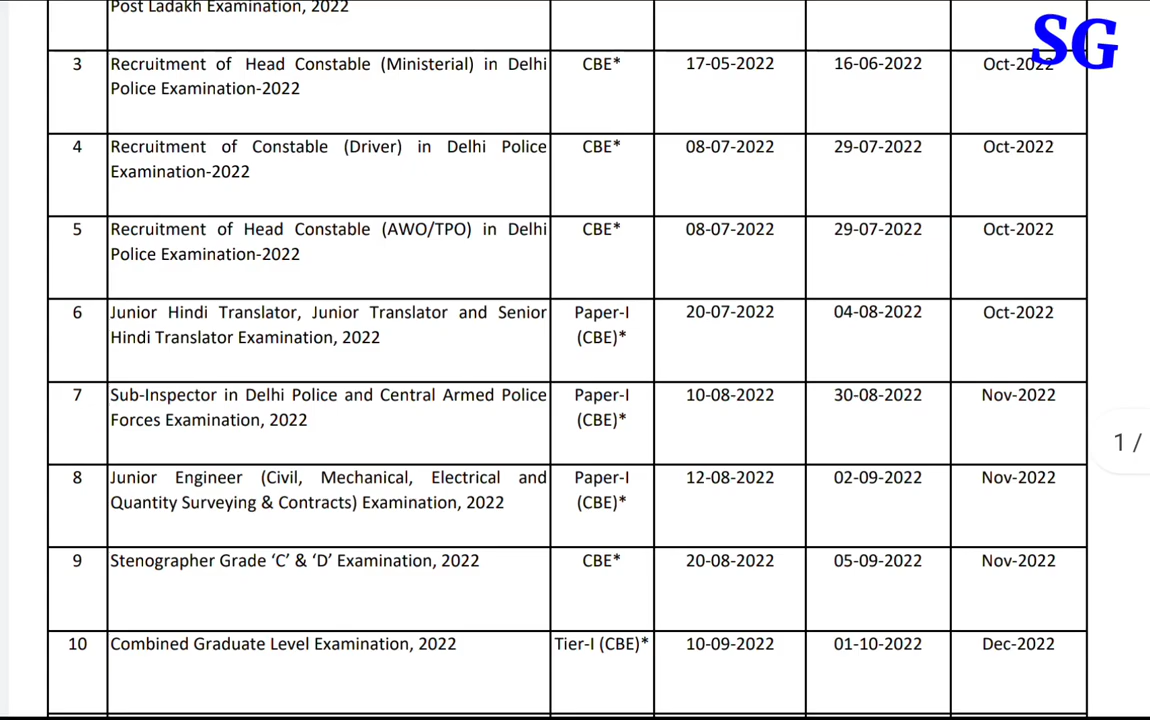 Post Ladakh Examination, 2022
SG
3 Recruitment of Head Constable (Ministerial) in Delhi CBE* 17-05-2022 16-06-2022 Oct-2022
Police Examination-2022
4 Recruitment of Constable (Driver) in Delhi Police CBE* 08-07-2022 29-07-2022 Oct-2022
Examination-2022
5 Recruitment of Head Constable (AWO/TPO) in Delhi CBE* 08-07-2022 29-07-2022 Oct-2022
Police Examination-2022
6 Junior Hindi Translator, Junior Translator and Senior Paper-I 20-07-2022 04-08-2022 Oct-2022
Hindi Translator Examination, 2022 (CBE)*
7 Sub-Inspector in Delhi Police and Central Armed Police Paper-I 10-08-2022 30-08-2022 Nov-2022
Forces Examination, 2022 (CBE)*
8 Junior Engineer (Civil, Mechanical, Electrical and Paper-I 12-08-2022 02-09-2022 Nov-2022
Quantity Surveying & Contracts) Examination, 2022 (CBE)*
1 /
9 Stenographer Grade ‘C’ & ‘D’ Examination, 2022 CBE* 20-08-2022 05-09-2022 Nov-2022
10 Combined Graduate Level Examination, 2022 Tier-I (CBE)* 10-09-2022 01-10-2022 Dec-2022